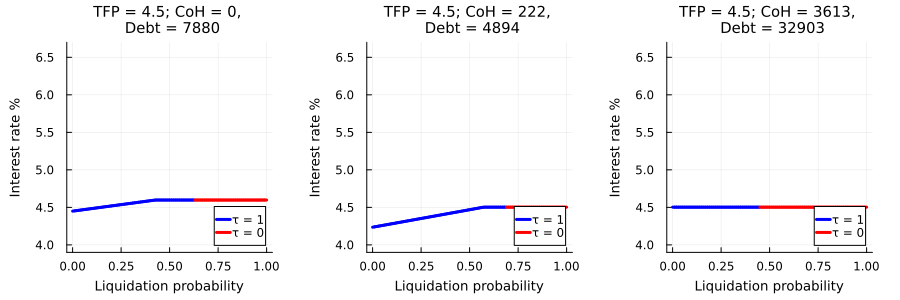 TFP = 4.5; CoH = 0,
Debt = 7880
Interest rate %
6.5
6.0
5.5
5.0
4.5
4.0
τ = 1
τ = 0
0.00 0.25 0.50 0.75 1.00
Liquidation probability
TFP = 4.5; CoH = 222,
Debt = 4894
Interest rate %
6.5
6.0
5.5
5.0
4.5
4.0
τ = 1
τ = 0
0.00 0.25 0.50 0.75 1.00
Liquidation probability
TFP = 4.5; CoH = 3613,
Debt = 32903
Interest rate %
6.5
6.0
5.5
5.0
4.5
4.0
τ = 1
τ = 0
0.00 0.25 0.50 0.75 1.00
Liquidation probability